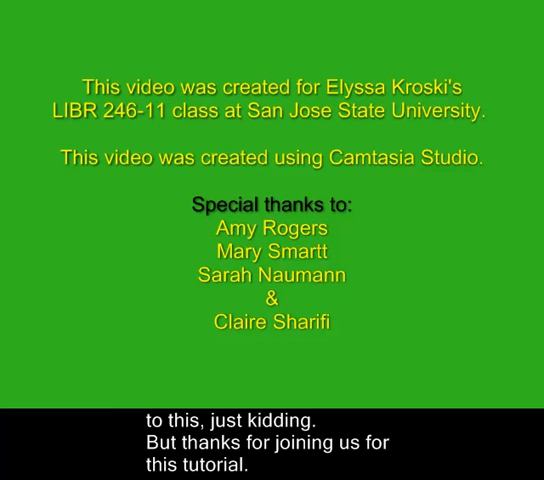 This video was created for Elyssa Kroski's
LIBR 246-11 class at San Jose State University.
This video was created using Camtasia Studio.
Special thanks to:
Amy Rogers
Mary Smartt
Sarah Naumann
&
Claire Sharifi
to this, just kidding.
But thanks for joining us for
this tutorial.